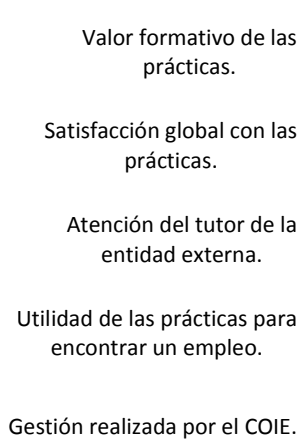 Valor formativo de las
prácticas.
Satisfacción global con las
prácticas.
Atención del tutor de la
entidad externa.
Utilidad de las prácticas para
encontrar un empleo.
Gestión realizada por el COIE.